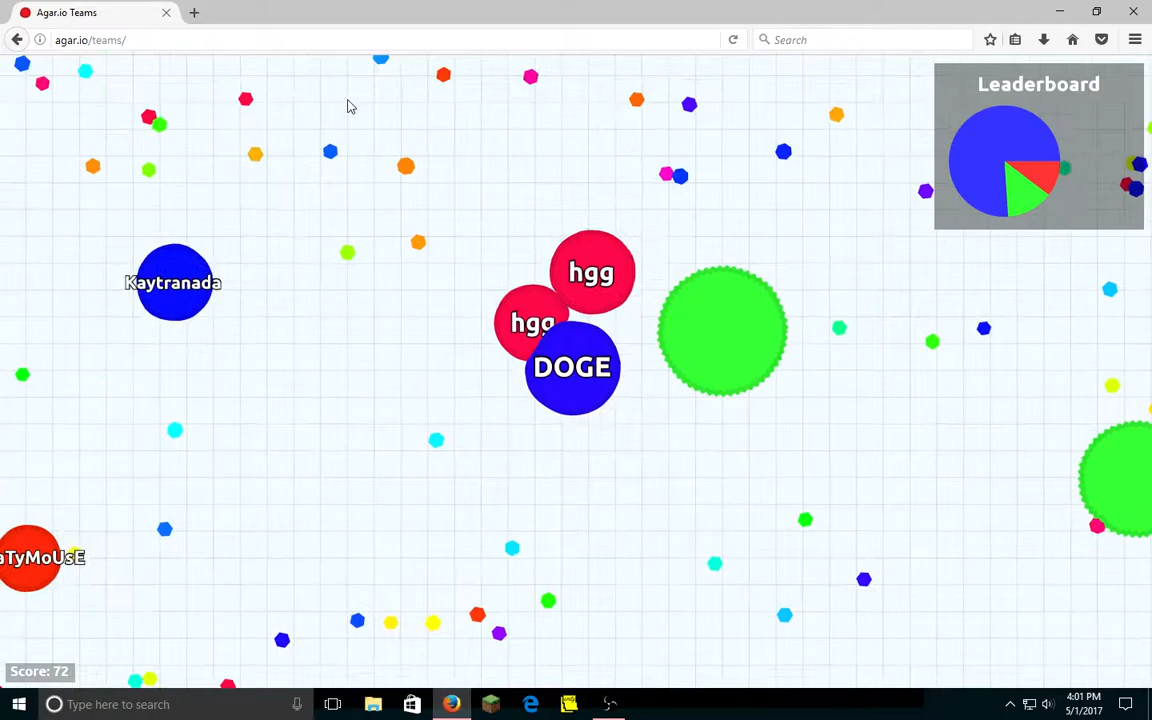 Agar.io Teams
agar.io/teams/
Search
Leaderboard
hgg
Kaytranada
hgg
DOGE
aTyMoUsE
Score: 72
Type here to search
4:01 PM
5/1/2017